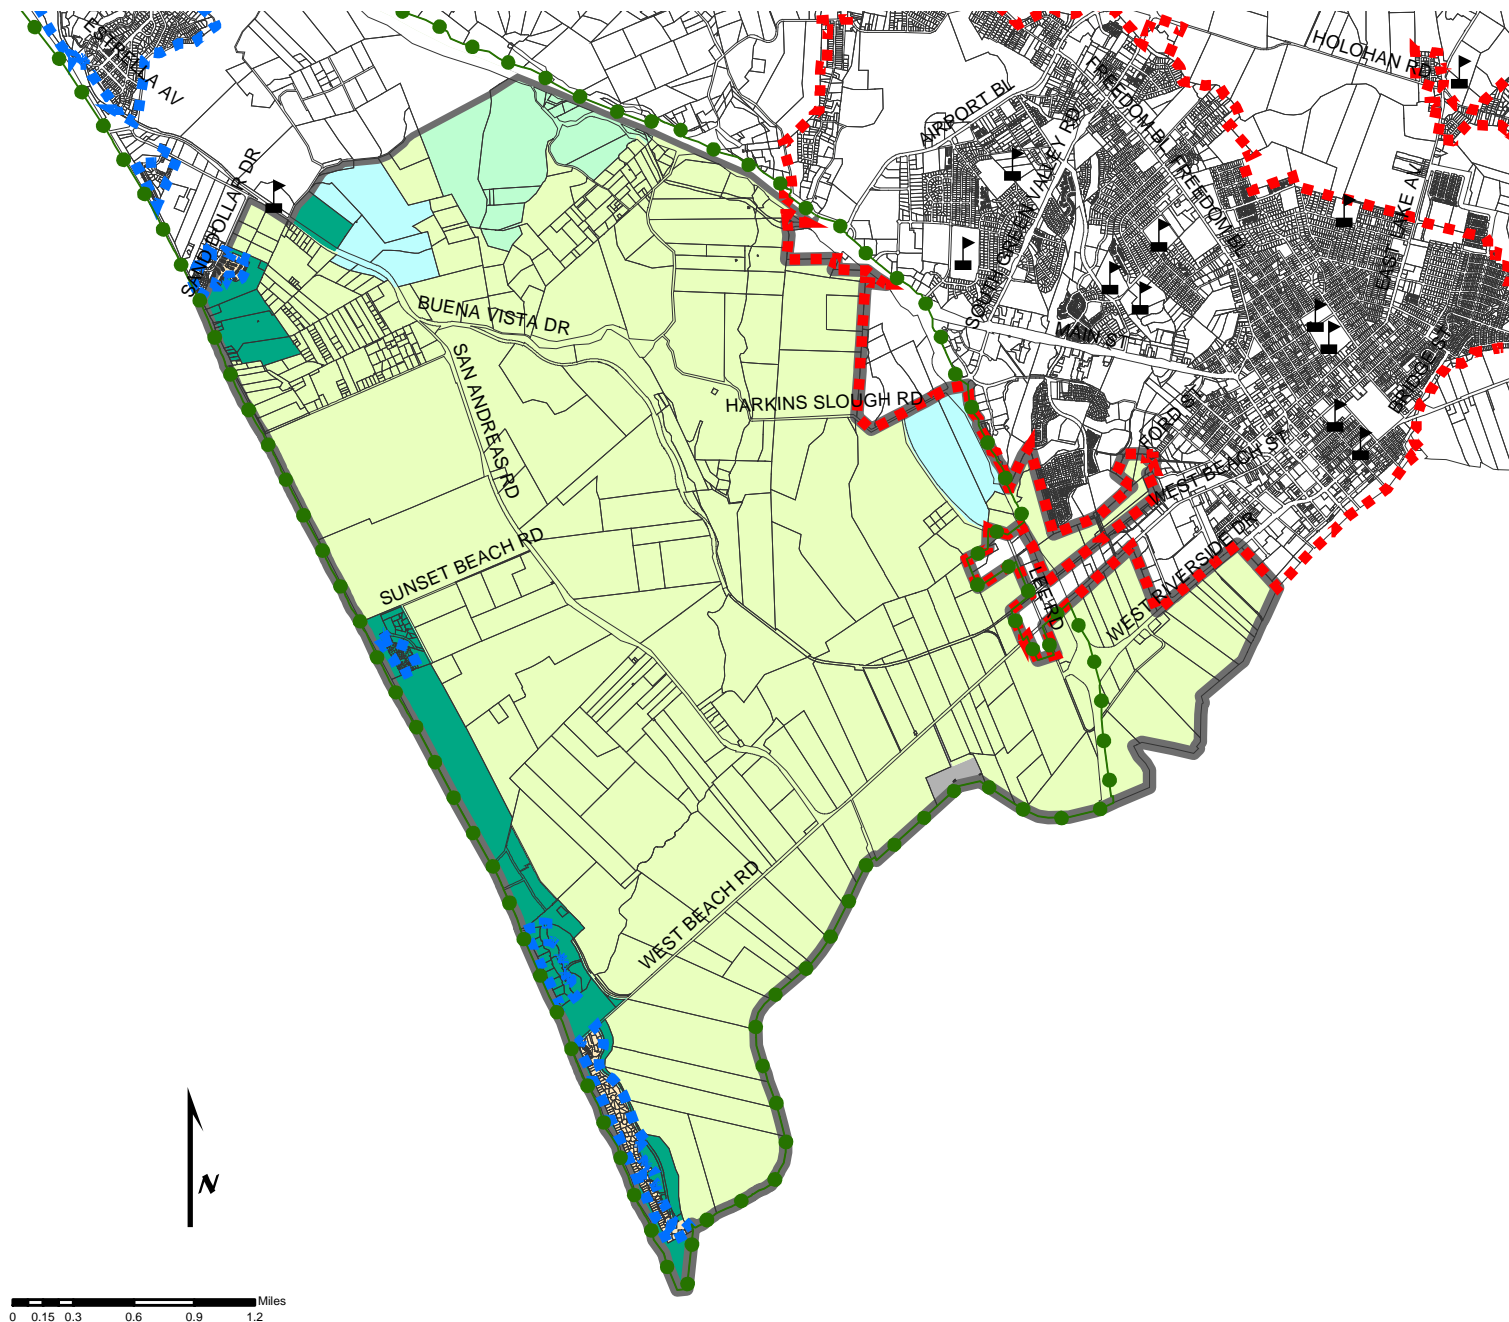 ESTRELLA AV
HOLOHAN RD
FREEDOM BL
AIRPORT BL
SOUTH GREEN VALLEY RD
FREEDOM BL
EAST LAKE AV
SAND DOLLAR DR
BUENA VISTA DR
MAIN ST
SAN ANDREAS RD
HARKINS SLOUGH RD
BRIDGE ST
FORD ST
WEST BEACH ST
SUNSET BEACH RD
LEE RD
WEST RIVERSIDE DR
WEST BEACH RD
N
Miles
0 0.15 0.3 0.6 0.9 1.2